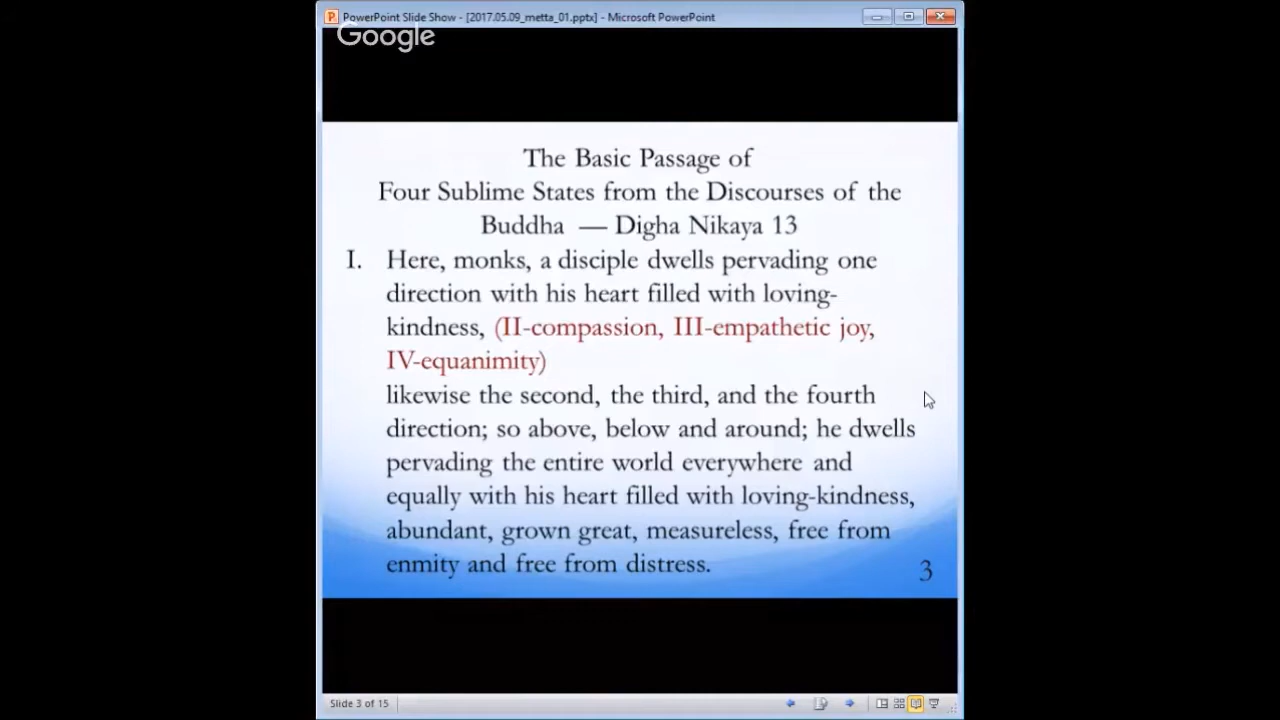 PowerPoint Slide Show - [2017.05.09_metta_01.pptx] - Microsoft PowerPoint
Google
The Basic Passage of
Four Sublime States from the Discourses of the
Buddha — Digha Nikaya 13
I. Here, monks, a disciple dwells pervading one
direction with his heart filled with loving-
kindness, (II-compassion, III-empathetic joy,
IV-equanimity)
likewise the second, the third, and the fourth
direction; so above, below and around; he dwells
pervading the entire world everywhere and
equally with his heart filled with loving-kindness,
abundant, grown great, measureless, free from
enmity and free from distress.
3
Slide 3 of 15